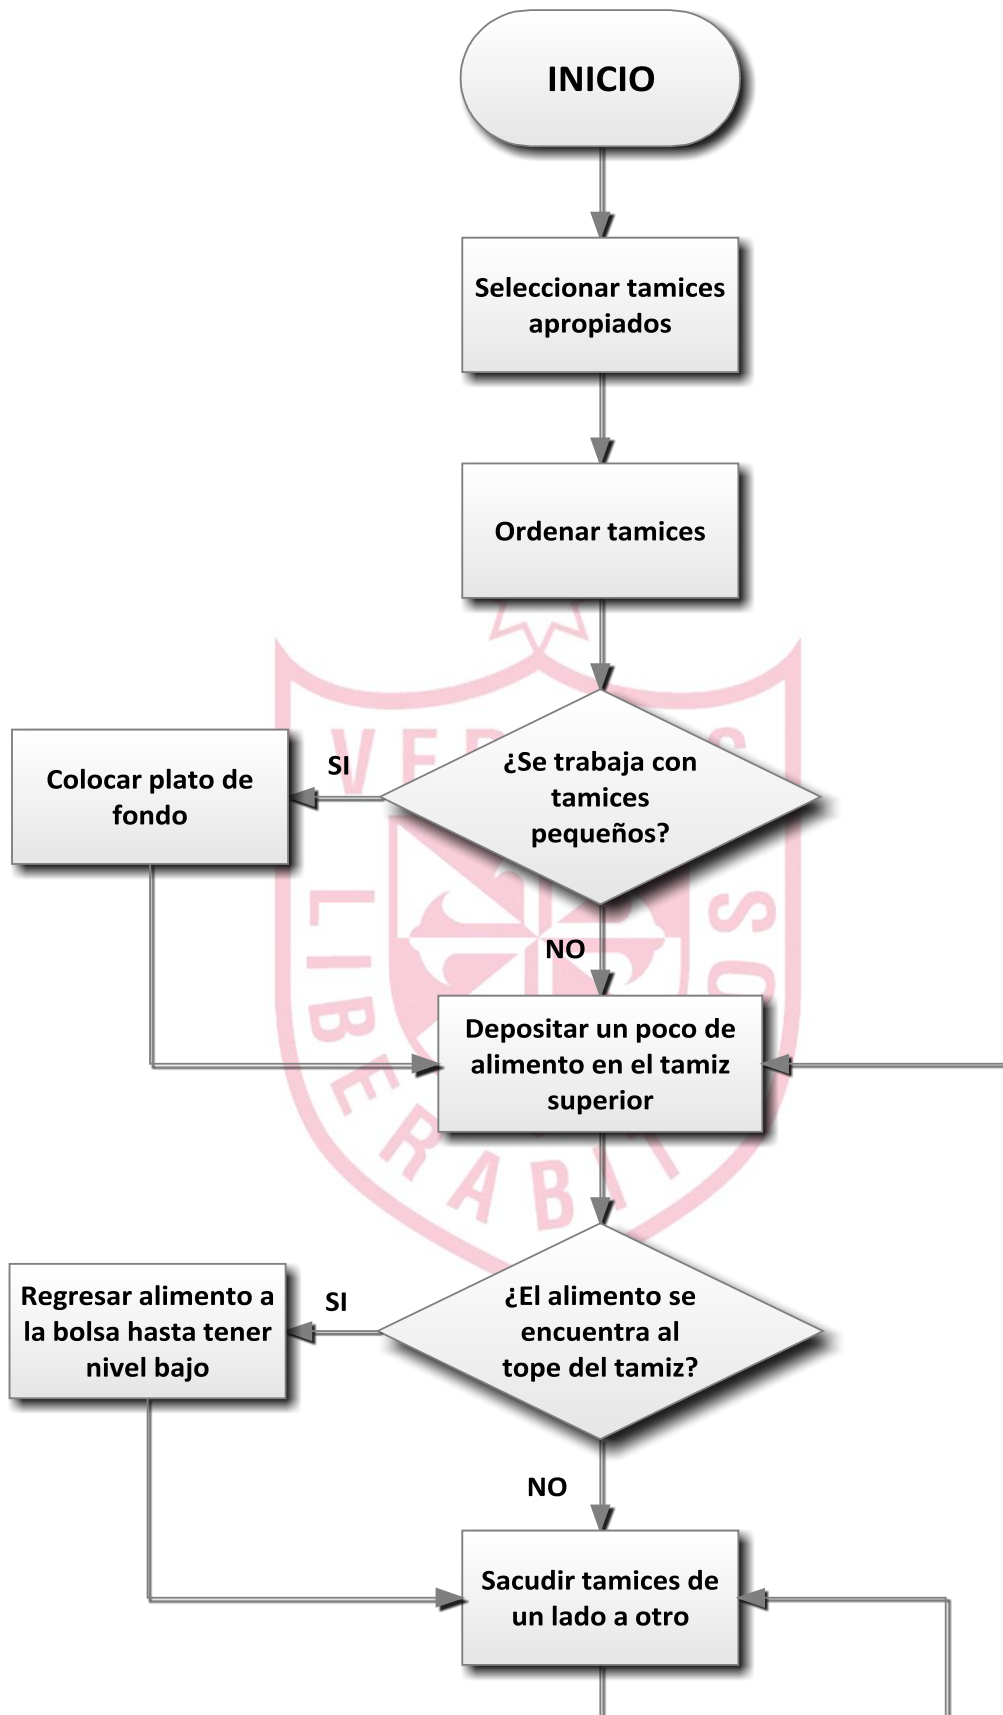 INICIO
Seleccionar tamices
apropiados
Ordenar tamices
¿Se trabaja con
tamices
pequeños?
SI
Colocar plato de
fondo
NO
Depositar un poco de
alimento en el tamiz
superior
¿El alimento se
encuentra al
tope del tamiz?
SI
Regresar alimento a
la bolsa hasta tener
nivel bajo
NO
Sacudir tamices de
un lado a otro
LIBERABIT